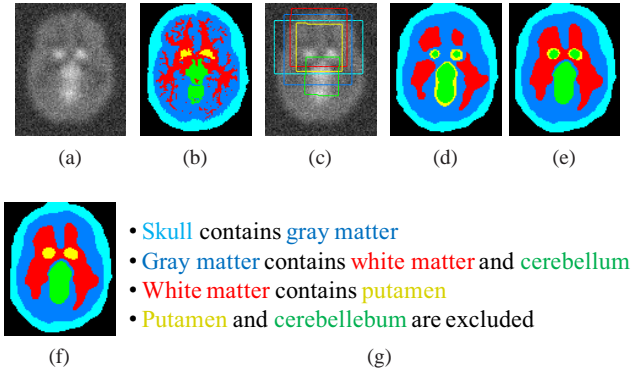 (a)
(b)
(c)
(d)
(e)
• Skull contains gray matter
• Gray matter contains white matter and cerebellum
• White matter contains putamen
• Putamen and cerebellebum are excluded
(f)
(g)